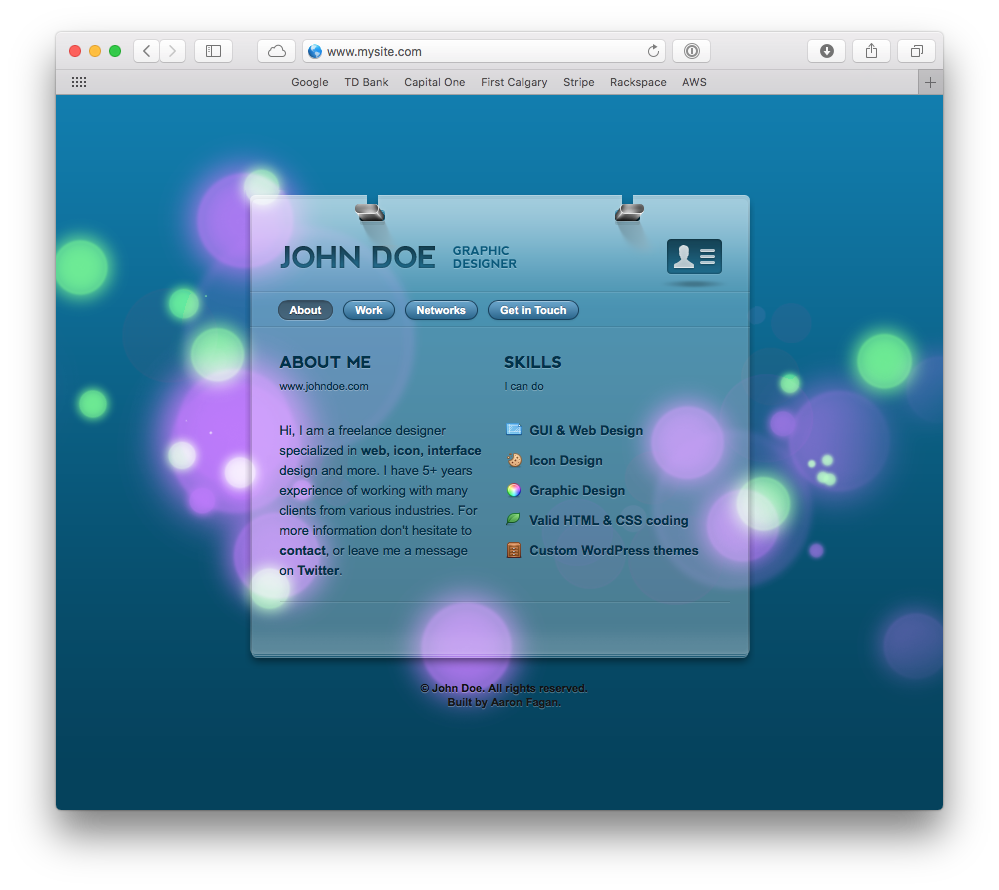 www.mysite.com
Google TD Bank Capital One First Calgary Stripe Rackspace AWS
JOHN DOE
GRAPHIC
DESIGNER
About Work Networks Get in Touch
ABOUT ME
www.johndoe.com
Hi, I am a freelance designer
specialized in web, icon, interface
design and more. I have 5+ years
experience of working with many
clients from various industries. For
more information don't hesitate to
contact, or leave me a message
on Twitter.
SKILLS
I can do
GUI & Web Design
Icon Design
Graphic Design
Valid HTML & CSS coding
Custom WordPress themes
© John Doe. All rights reserved.
Built by Aaron Fagan.